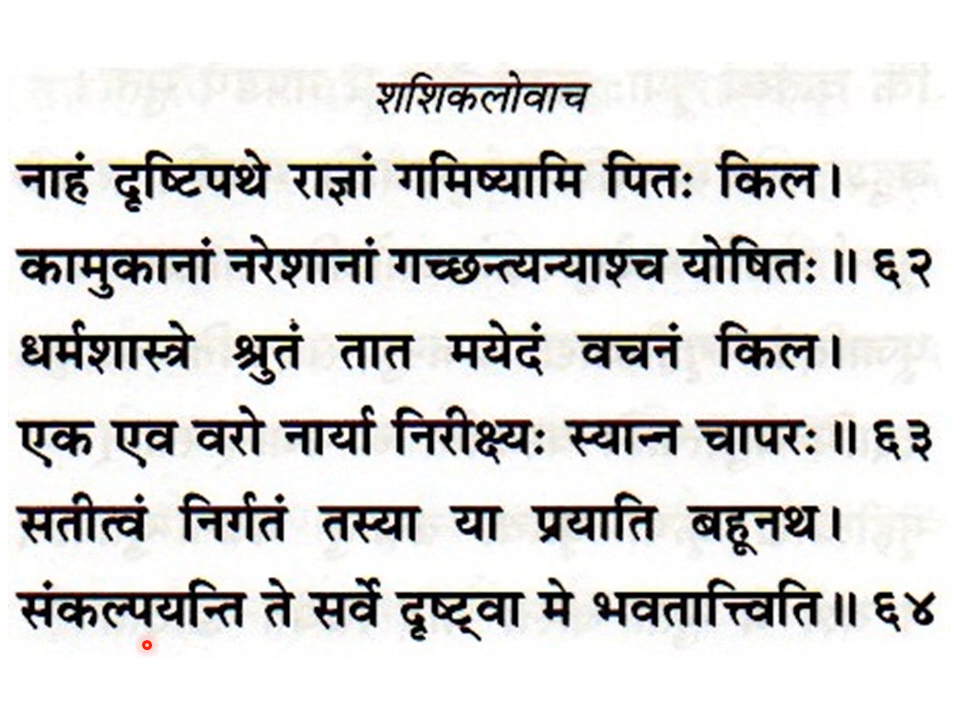 शशिकलोवाच
नाहं दृष्टिपथे राज्ञां गमिष्यामि पितः किल।
कामुकानां नरेशानां गच्छन्त्यन्याश्च योषितः॥ ६२
धर्मशास्त्रे श्रुतं तात मयेदं वचनं किल।
एक एव वरो नार्या निरीक्ष्यः स्यान्न चापरः॥ ६३
सतीत्वं निर्गतं तस्या या प्रयाति बहूनथ।
संकल्पयन्ति ते सर्वे दृष्ट्वा मे भवतात्त्विति॥ ६४